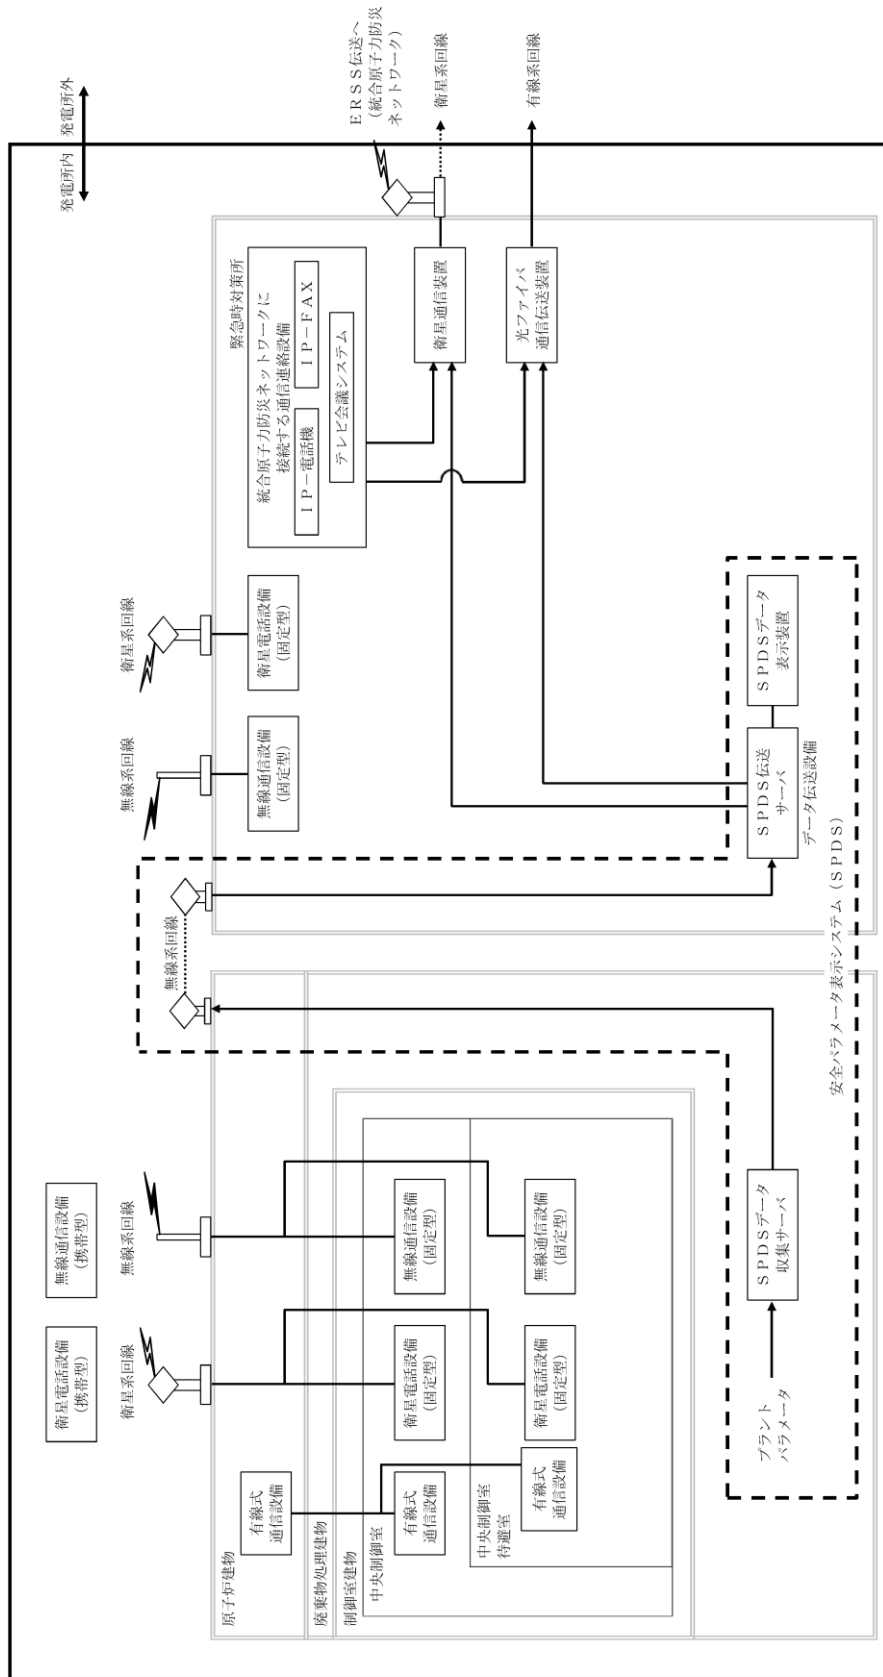 発電所内 発電所外
衛星電話設備
(携帯型)
無線通信設備
(携帯型)
衛星系回線
無線系回線
無線系回線
無線系回線
衛星系回線
ERSS伝送へ
(統合原子力防災
ネットワーク)
衛星系回線
有線系回線
原子炉建物
有線式
通信設備
廃棄物処理建物
制御室建物
中央制御室
有線式
通信設備
衛星電話設備
(固定型)
無線通信設備
(固定型)
中央制御室
待避室
有線式
通信設備
衛星電話設備
(固定型)
無線通信設備
(固定型)
無線通信設備
(固定型)
衛星電話設備
(固定型)
緊急時対策所
統合原子力防災ネットワークに
接続する通信連絡設備
IP-電話機
IP-FAX
テレビ会議システム
衛星通信装置
光ファイバ
通信伝送装置
プラント
パラメータ
SPDSデータ
収集サーバ
SPDS伝送
サーバ
データ伝送設備
SPDSデータ
表示装置
安全パラメータ表示システム(SPDS)